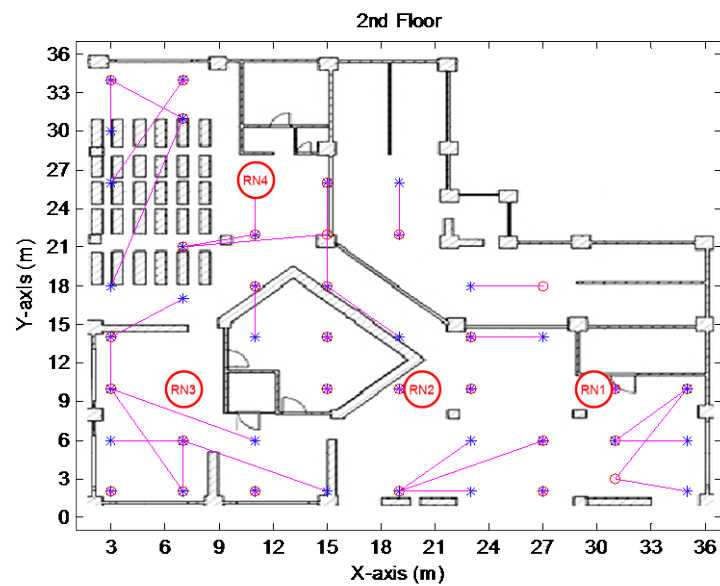 2nd Floor
36
33
30
27
24
21
18
15
12
9
6
3
0
Y-axis (m)
RN4
RN3
RN2
RN1
3 6 9 12 15 18 21 24 27 30 33 36
X-axis (m)